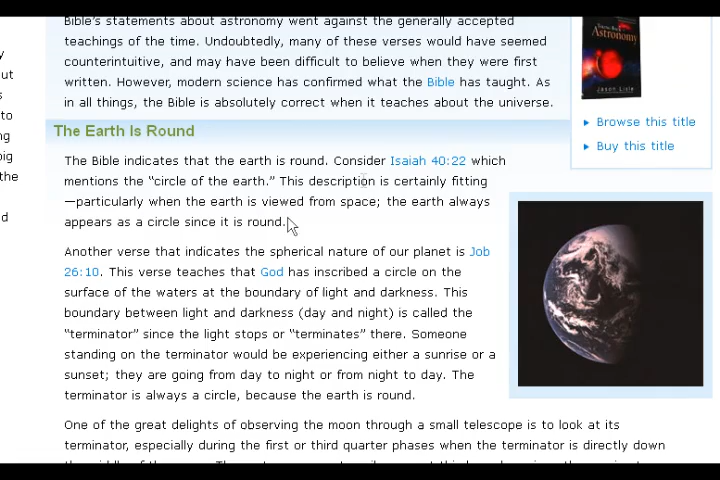 Bible's statements about astronomy went against the generally accepted
teachings of the time. Undoubtedly, many of these verses would have seemed
counterintuitive, and may have been difficult to believe when they were first
written. However, modern science has confirmed what the Bible has taught. As
in all things, the Bible is absolutely correct when it teaches about the universe.
The Earth Is Round
The Bible indicates that the earth is round. Consider Isaiah 40:22 which
mentions the “circle of the earth.” This description is certainly fitting
—particularly when the earth is viewed from space; the earth always
appears as a circle since it is round.
Another verse that indicates the spherical nature of our planet is Job
26:10. This verse teaches that God has inscribed a circle on the
surface of the waters at the boundary of light and darkness. This
boundary between light and darkness (day and night) is called the
“terminator” since the light stops or “terminates” there. Someone
standing on the terminator would be experiencing either a sunrise or a
sunset; they are going from day to night or from night to day. The
terminator is always a circle, because the earth is round.
One of the great delights of observing the moon through a small telescope is to look at its
terminator, especially during the first or third quarter phases when the terminator is directly down
Astronomy
Jason Lisle
Browse this title
Buy this title
y
ut
s
to
ng
big
the
d